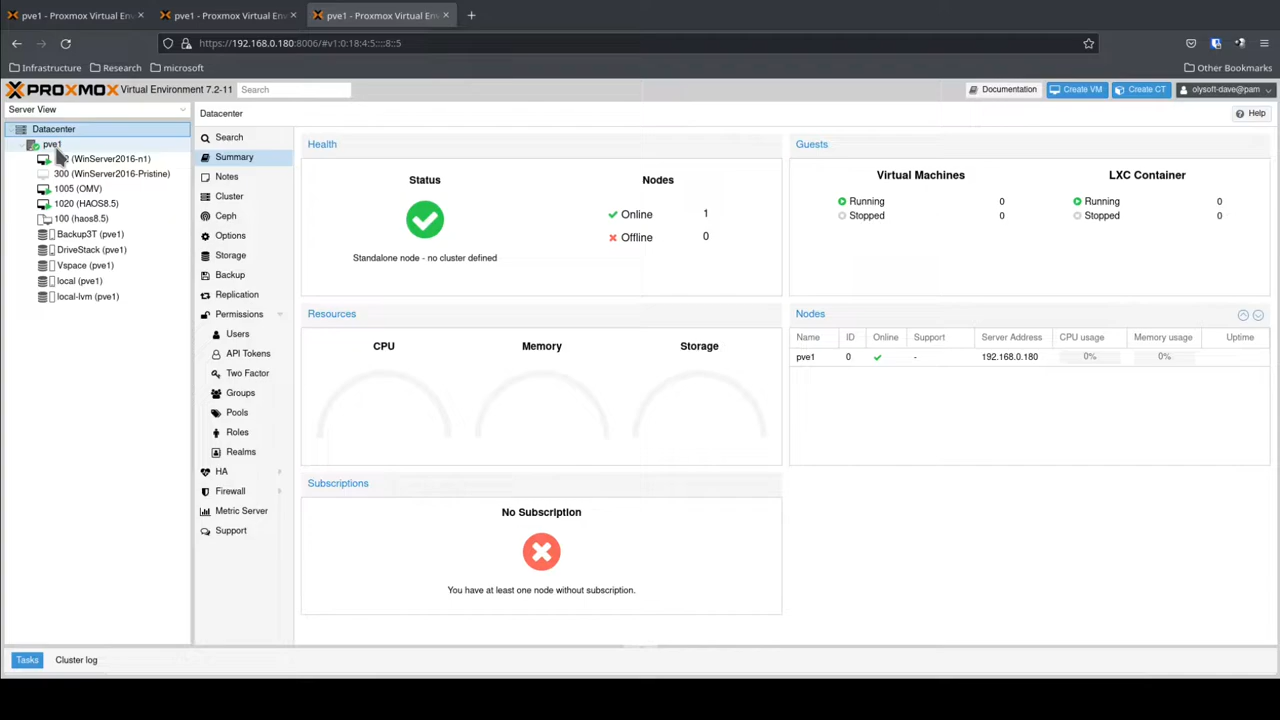 pve1 - Proxmox Virtual Env
pve1 - Proxmox Virtual Env
pve1 - Proxmox Virtual Env
https://192.168.0.180:8006/#v1:0:18:4:5::::8::5
Infrastructure
Research
microsoft
Other Bookmarks
PROXMOX Virtual Environment 7.2-11
Search
Documentation
Create VM
Create CT
olysoft-dave@pam
Server View
Datacenter
Help
Datacenter
pve1
(WinServer2016-n1)
300 (WinServer2016-Pristine)
1005 (OMV)
1020 (HAOS8.5)
100 (haos8.5)
Backup3T (pve1)
DriveStack (pve1)
Vspace (pve1)
local (pve1)
local-lvm (pve1)
Search
Summary
Notes
Cluster
Ceph
Options
Storage
Backup
Replication
Permissions
Users
API Tokens
Two Factor
Groups
Pools
Roles
Realms
HA
Firewall
Metric Server
Support
Health
Status
Nodes
Online 1
Offline 0
Standalone node - no cluster defined
Guests
Virtual Machines
LXC Container
Running 0
Running 0
Stopped 0
Stopped 0
Resources
CPU
Memory
Storage
Nodes
Name ID Online Support Server Address CPU usage Memory usage Uptime
pve1 0 - 192.168.0.180 0% 0%
Subscriptions
No Subscription
You have at least one node without subscription.
Tasks
Cluster log